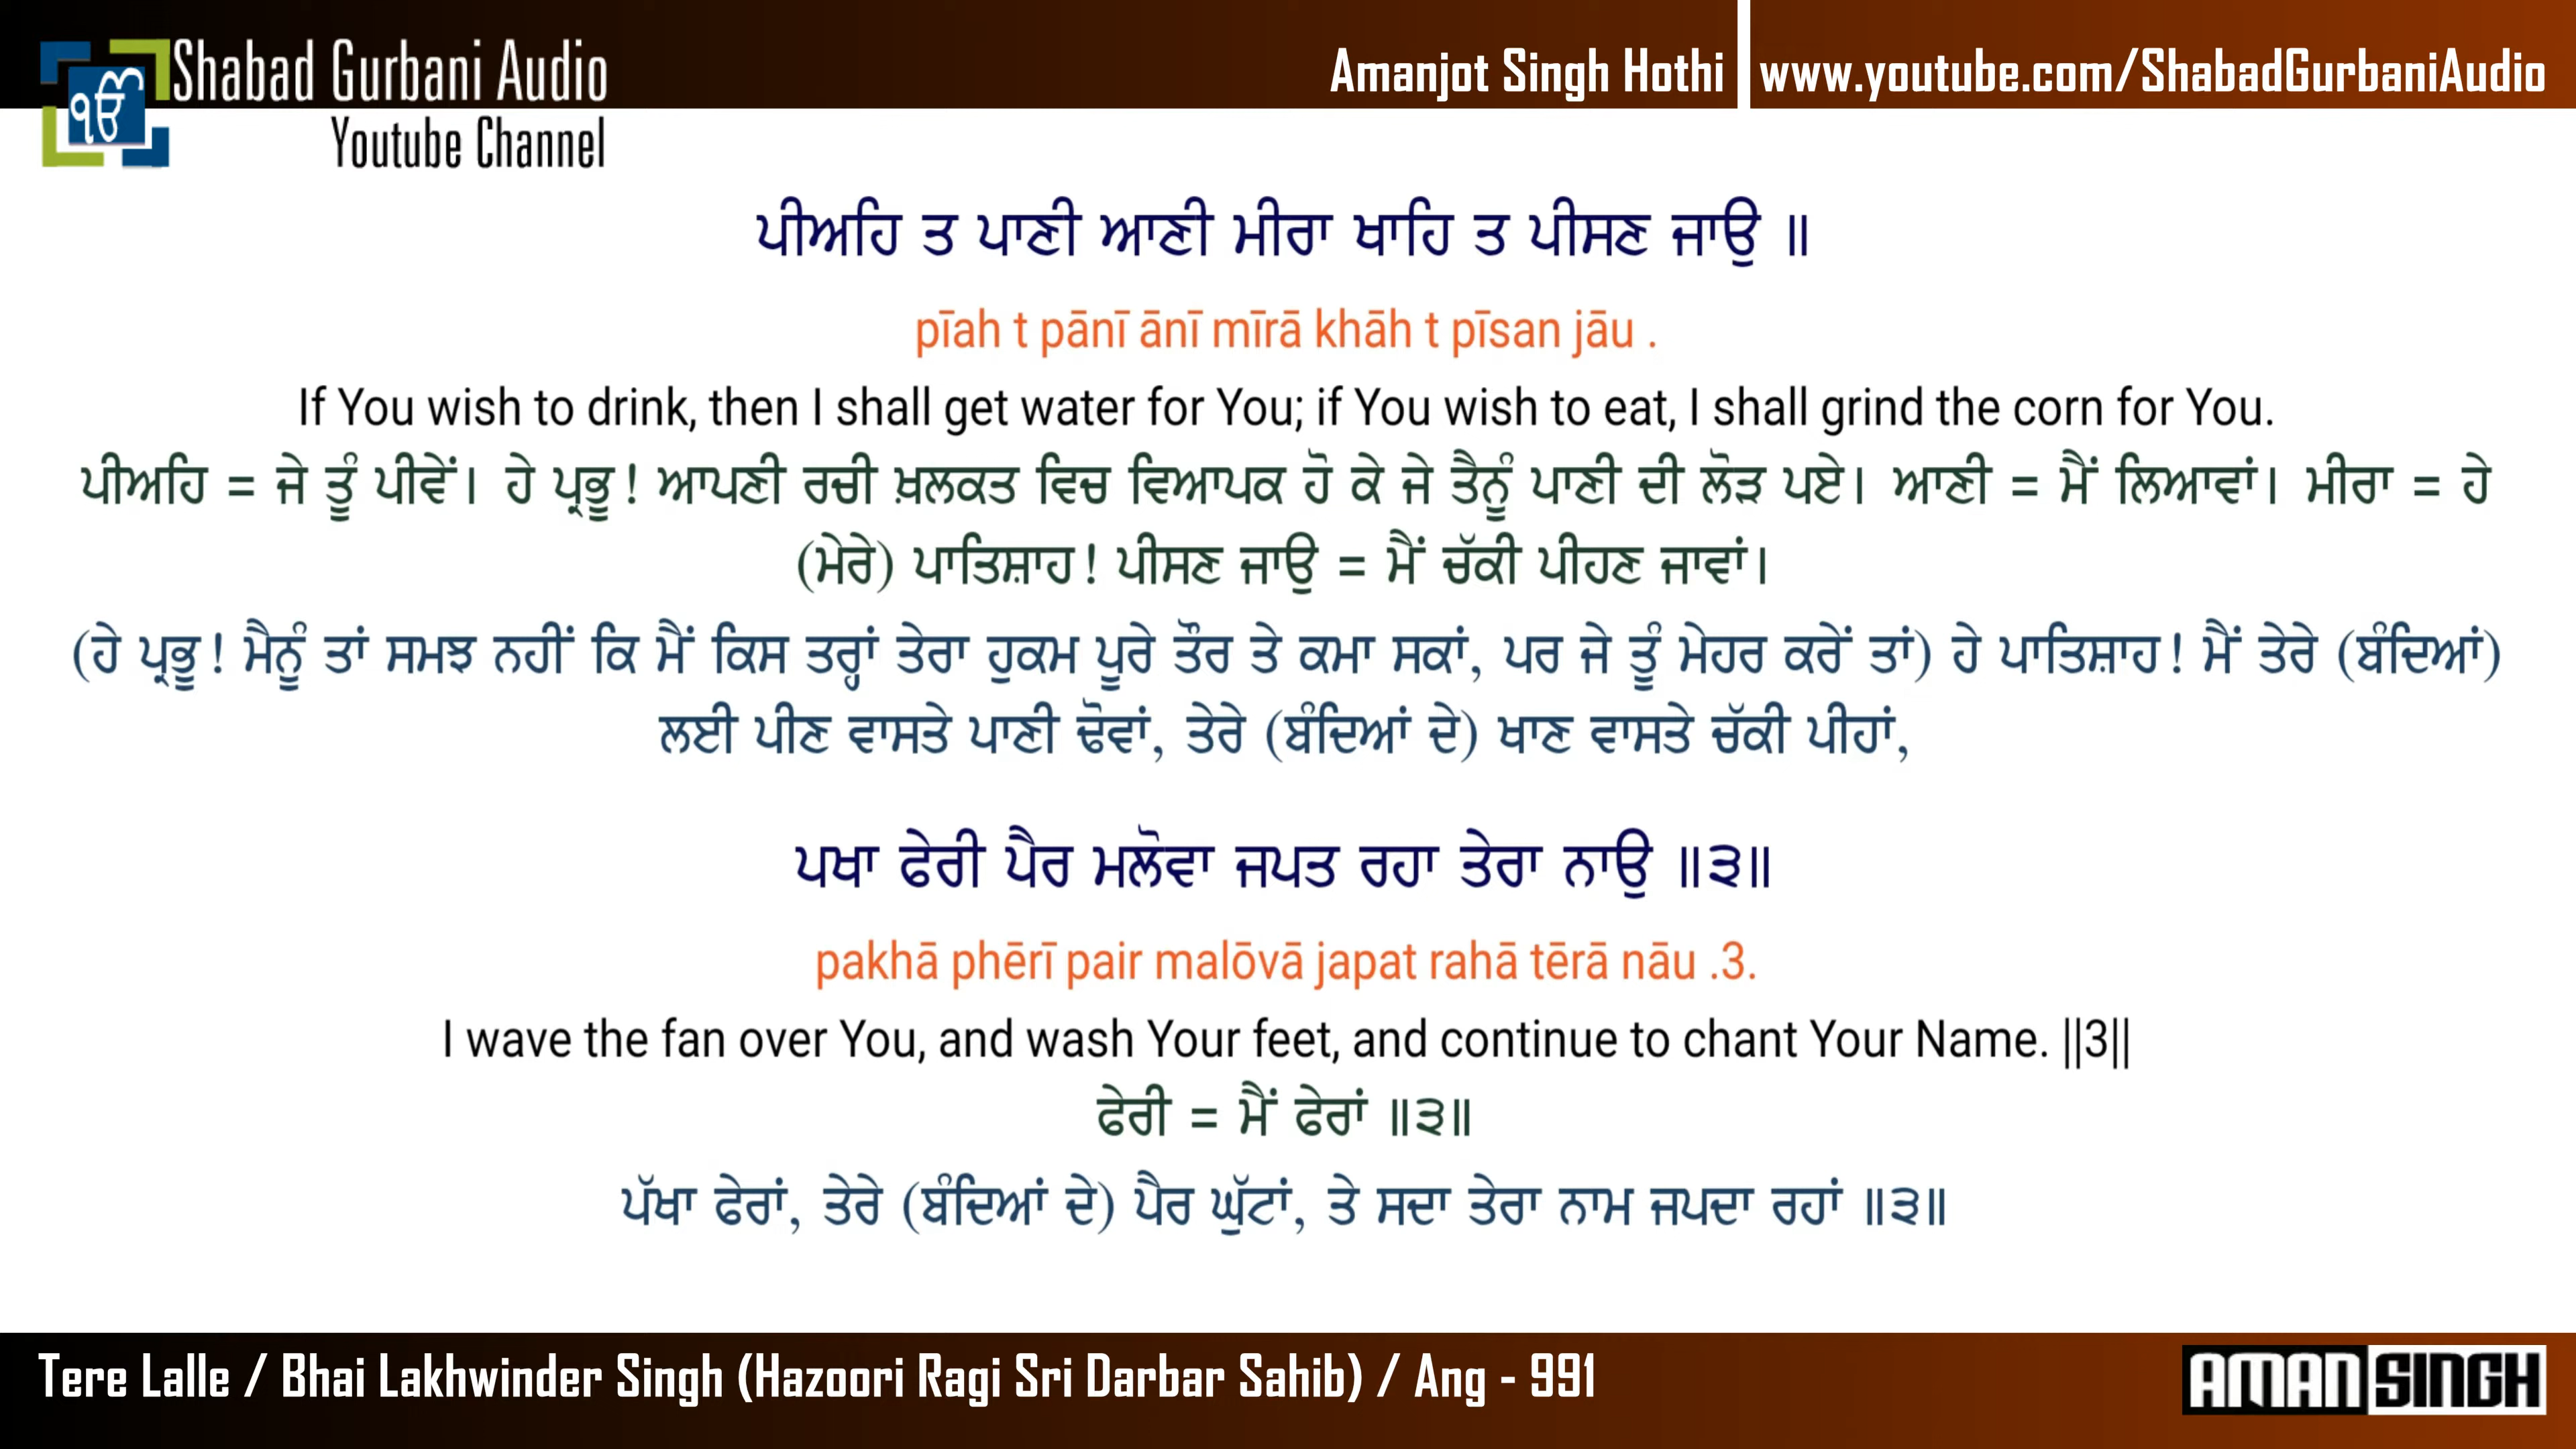 Shabad Gurbani Audio
Youtube Channel
ੴ
Amanjot Singh Hothi
www.youtube.com/ShabadGurbaniAudio
ਪੀਅਹਿ ਤ ਪਾਣੀ ਆਣੀ ਮੀਰਾ ਖਾਹਿ ਤ ਪੀਸਣ ਜਾਉ ॥
pīah t pānī ānī mīrā khāh t pīsan jāu .
If You wish to drink, then I shall get water for You; if You wish to eat, I shall grind the corn for You.
ਪੀਅਹਿ = ਜੇ ਤੂੰ ਪੀਵੇਂ। ਹੇ ਪ੍ਰਭੂ! ਆਪਣੀ ਰਚੀ ਖ਼ਲਕਤ ਵਿਚ ਵਿਆਪਕ ਹੋ ਕੇ ਜੇ ਤੈਨੂੰ ਪਾਣੀ ਦੀ ਲੋੜ ਪਏ। ਆਣੀ = ਮੈਂ ਲਿਆਵਾਂ। ਮੀਰਾ = ਹੇ
(ਮੇਰੇ) ਪਾਤਿਸ਼ਾਹ! ਪੀਸਣ ਜਾਉ = ਮੈਂ ਚੱਕੀ ਪੀਹਣ ਜਾਵਾਂ।
(ਹੇ ਪ੍ਰਭੂ! ਮੈਨੂੰ ਤਾਂ ਸਮਝ ਨਹੀਂ ਕਿ ਮੈਂ ਕਿਸ ਤਰ੍ਹਾਂ ਤੇਰਾ ਹੁਕਮ ਪੂਰੇ ਤੌਰ ਤੇ ਕਮਾ ਸਕਾਂ, ਪਰ ਜੇ ਤੂੰ ਮੇਹਰ ਕਰੇਂ ਤਾਂ) ਹੇ ਪਾਤਿਸ਼ਾਹ! ਮੈਂ ਤੇਰੇ (ਬੰਦਿਆਂ)
ਲਈ ਪੀਣ ਵਾਸਤੇ ਪਾਣੀ ਢੋਵਾਂ, ਤੇਰੇ (ਬੰਦਿਆਂ ਦੇ) ਖਾਣ ਵਾਸਤੇ ਚੱਕੀ ਪੀਹਾਂ,
ਪਖਾ ਫੇਰੀ ਪੈਰ ਮਲੋਵਾ ਜਪਤ ਰਹਾ ਤੇਰਾ ਨਾਉ ॥੩॥
pakhā phērī pair malōvā japat rahā tērā nāu .3.
I wave the fan over You, and wash Your feet, and continue to chant Your Name. ||3||
ਫੇਰੀ = ਮੈਂ ਫੇਰਾਂ ॥੩॥
ਪੱਖਾ ਫੇਰਾਂ, ਤੇਰੇ (ਬੰਦਿਆਂ ਦੇ) ਪੈਰ ਘੁੱਟਾਂ, ਤੇ ਸਦਾ ਤੇਰਾ ਨਾਮ ਜਪਦਾ ਰਹਾਂ ॥੩॥
Tere Lalle / Bhai Lakhwinder Singh (Hazoori Ragi Sri Darbar Sahib) / Ang - 991
AMAN SINGH